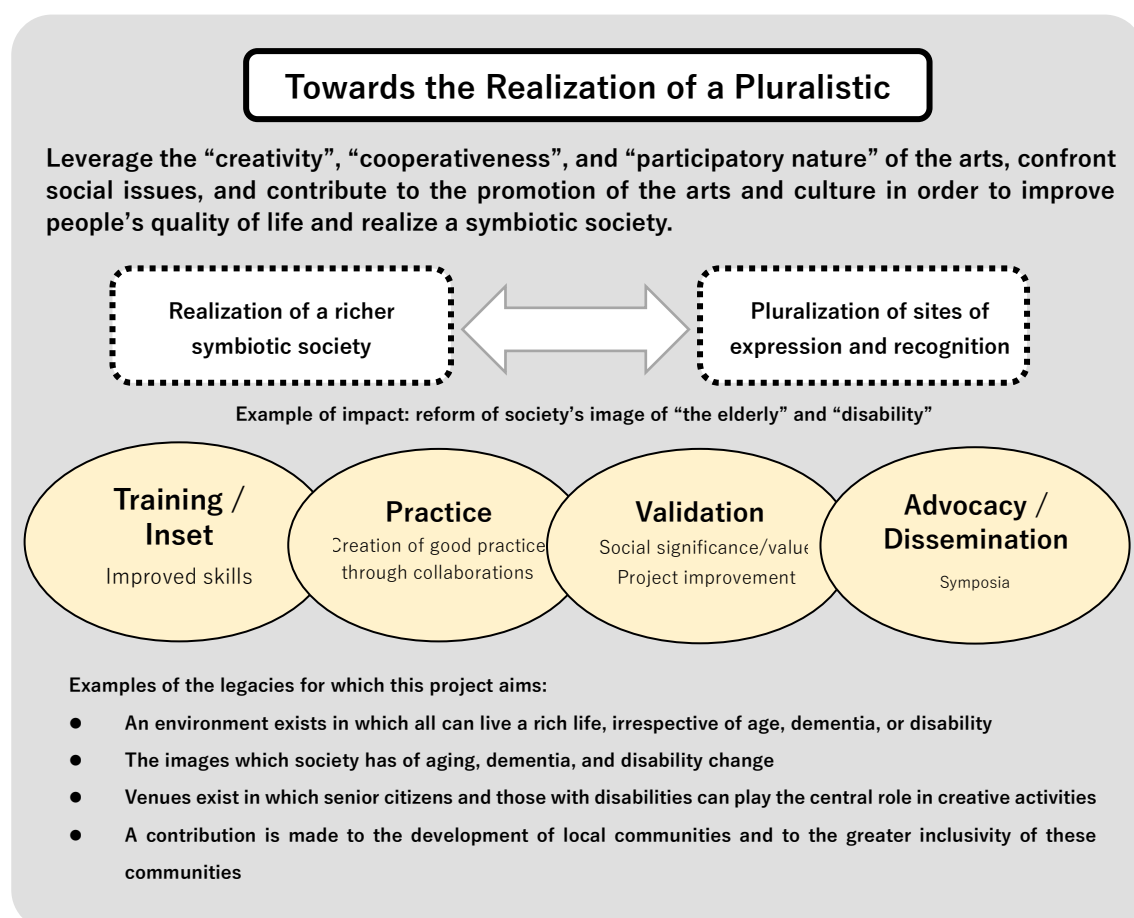 Towards the Realization of a Pluralistic
Leverage the “creativity”, “cooperativeness”, and “participatory nature” of the arts, confront
social issues, and contribute to the promotion of the arts and culture in order to improve
people’s quality of life and realize a symbiotic society.
Realization of a richer
symbiotic society
Pluralization of sites of
expression and recognition
Example of impact: reform of society’s image of “the elderly” and “disability”
Training /
Inset
Improved skills
Practice
Creation of good practice
through collaborations
Validation
Social significance/value
Project improvement
Advocacy /
Dissemination
Symposia
Examples of the legacies for which this project aims:
● An environment exists in which all can live a rich life, irrespective of age, dementia, or disability
● The images which society has of aging, dementia, and disability change
● Venues exist in which senior citizens and those with disabilities can play the central role in creative activities
● A contribution is made to the development of local communities and to the greater inclusivity of these
communities